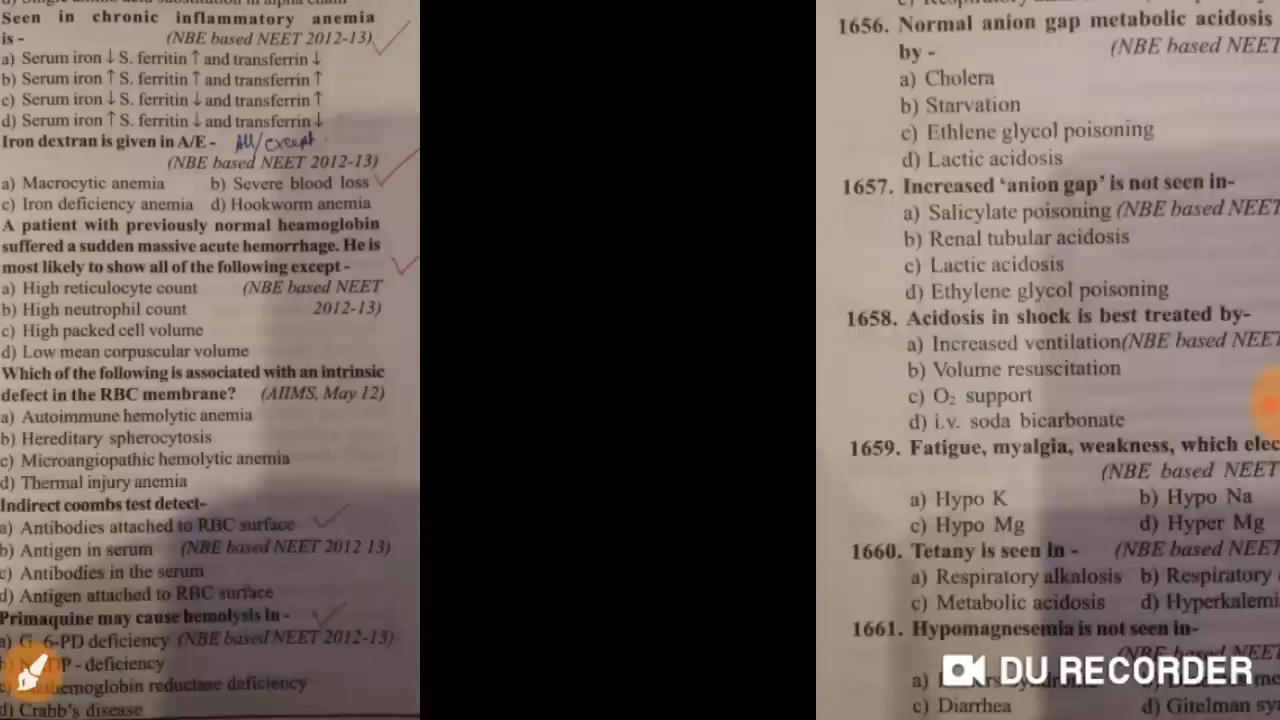 Seen in chronic inflammatory anemia
is - (NBE based NEET 2012-13)
a) Serum iron ↓ S. ferritin ↑ and transferrin ↓
b) Serum iron ↑ S. ferritin ↑ and transferrin ↑
c) Serum iron ↓ S. ferritin ↓ and transferrin ↑
d) Serum iron ↑ S. ferritin ↓ and transferrin ↓
Iron dextran is given in A/E - All/except.
(NBE based NEET 2012-13)
a) Macrocytic anemia b) Severe blood loss
c) Iron deficiency anemia d) Hookworm anemia
A patient with previously normal heamoglobin
suffered a sudden massive acute hemorrhage. He is
most likely to show all of the following except -
a) High reticulocyte count (NBE based NEET
b) High neutrophil count 2012-13)
c) High packed cell volume
d) Low mean corpuscular volume
Which of the following is associated with an intrinsic
defect in the RBC membrane? (AIIMS, May 12)
a) Autoimmune hemolytic anemia
b) Hereditary spherocytosis
c) Microangiopathic hemolytic anemia
d) Thermal injury anemia
Indirect coombs test detect-
a) Antibodies attached to RBC surface
b) Antigen in serum (NBE based NEET 2012 13)
c) Antibodies in the serum
d) Antigen attached to RBC surface
Primaquine may cause hemolysis in -
a) G 6-PD deficiency (NBE based NEET 2012-13)
- deficiency
reductase deficiency
d) Crabb's disease
1656. Normal anion gap metabolic acidosis
by - (NBE based NEET
a) Cholera
b) Starvation
c) Ethlene glycol poisoning
d) Lactic acidosis
1657. Increased 'anion gap' is not seen in-
a) Salicylate poisoning (NBE based NEET
b) Renal tubular acidosis
c) Lactic acidosis
d) Ethylene glycol poisoning
1658. Acidosis in shock is best treated by-
a) Increased ventilation (NBE based NEET
b) Volume resuscitation
c) O₂ support
d) i.v. soda bicarbonate
1659. Fatigue, myalgia, weakness, which elec
(NBE based NEET
a) Hypo K b) Hypo Na
c) Hypo Mg d) Hyper Mg
1660. Tetany is seen in - (NBE based NEET
a) Respiratory alkalosis b) Respiratory
c) Metabolic acidosis d) Hyperkalemi
1661. Hypomagnesemia is not seen in-
DU RECORDER
a)
c) Diarrhea d) Gitelman sy